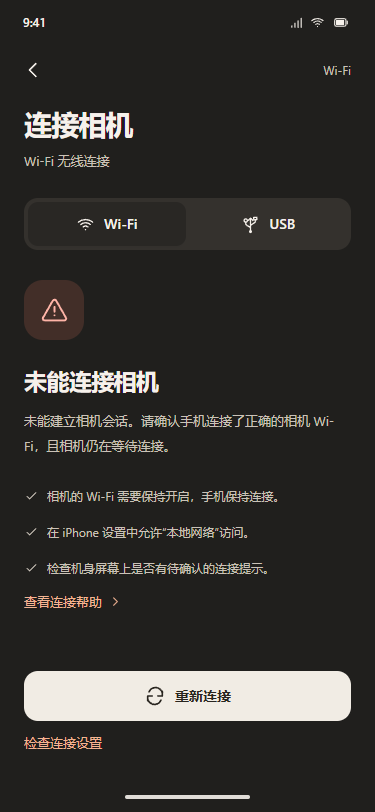 9:41
Wi-Fi
连接相机
Wi-Fi 无线连接
Wi-Fi
USB
未能连接相机
未能建立相机会话。请确认手机连接了正确的相机 Wi-
Fi，且相机仍在等待连接。
相机的 Wi-Fi 需要保持开启，手机保持连接。
在 iPhone 设置中允许“本地网络”访问。
检查机身屏幕上是否有待确认的连接提示。
查看连接帮助
重新连接
检查连接设置